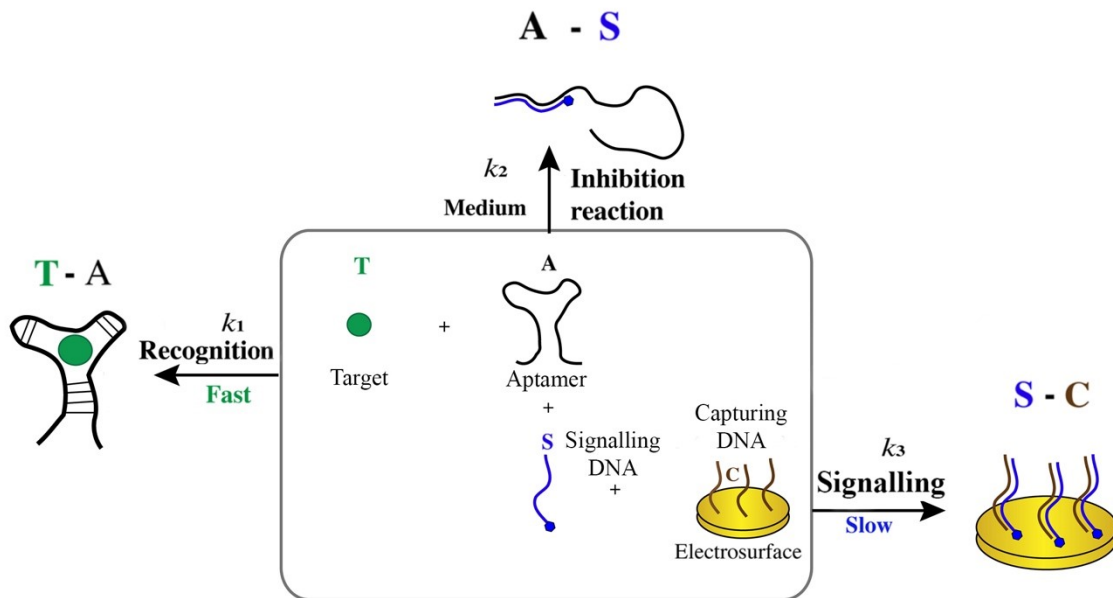 A - S
k2
Medium
Inhibition
reaction
T - A
k1
Recognition
Fast
T
A
+
Target
Aptamer
+
S
Signalling
DNA
+
Capturing
DNA
C
Electrosurface
k3
Signalling
Slow
S - C